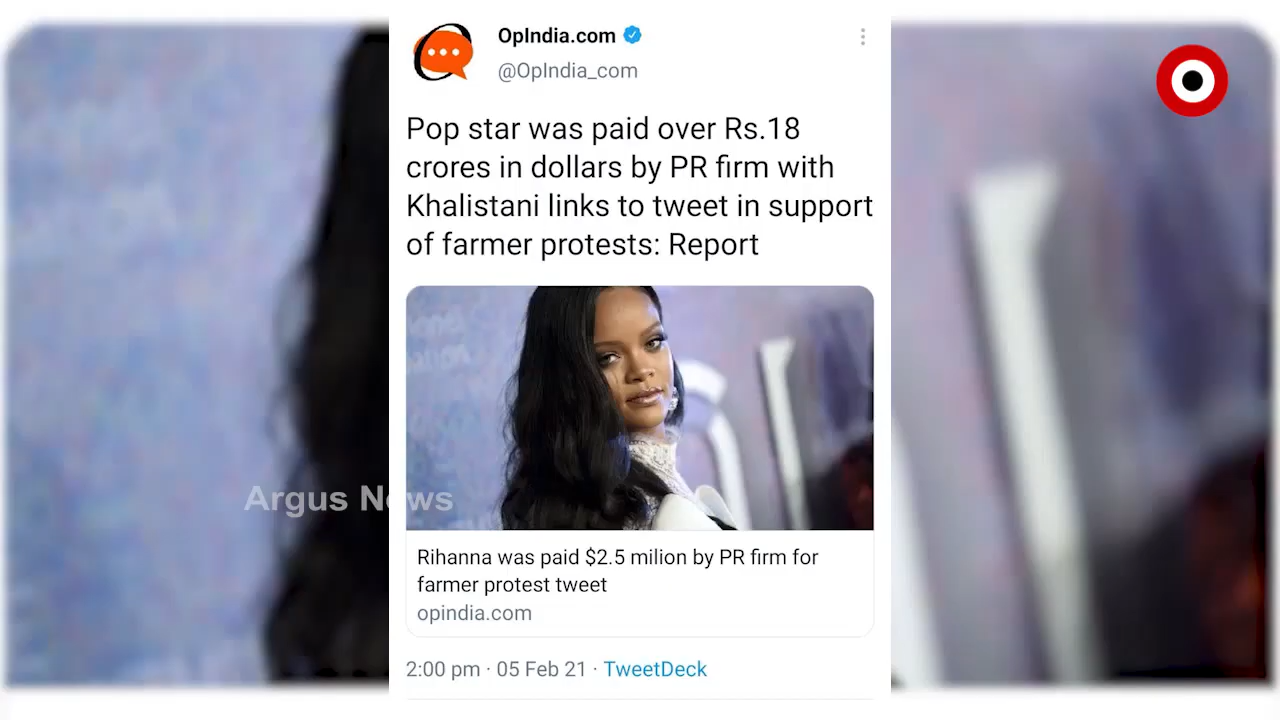 OpIndia.com
@OpIndia_com
Pop star was paid over Rs.18
crores in dollars by PR firm with
Khalistani links to tweet in support
of farmer protests: Report
Argus News
Rihanna was paid $2.5 milion by PR firm for
farmer protest tweet
opindia.com
2:00 pm · 05 Feb 21 · TweetDeck